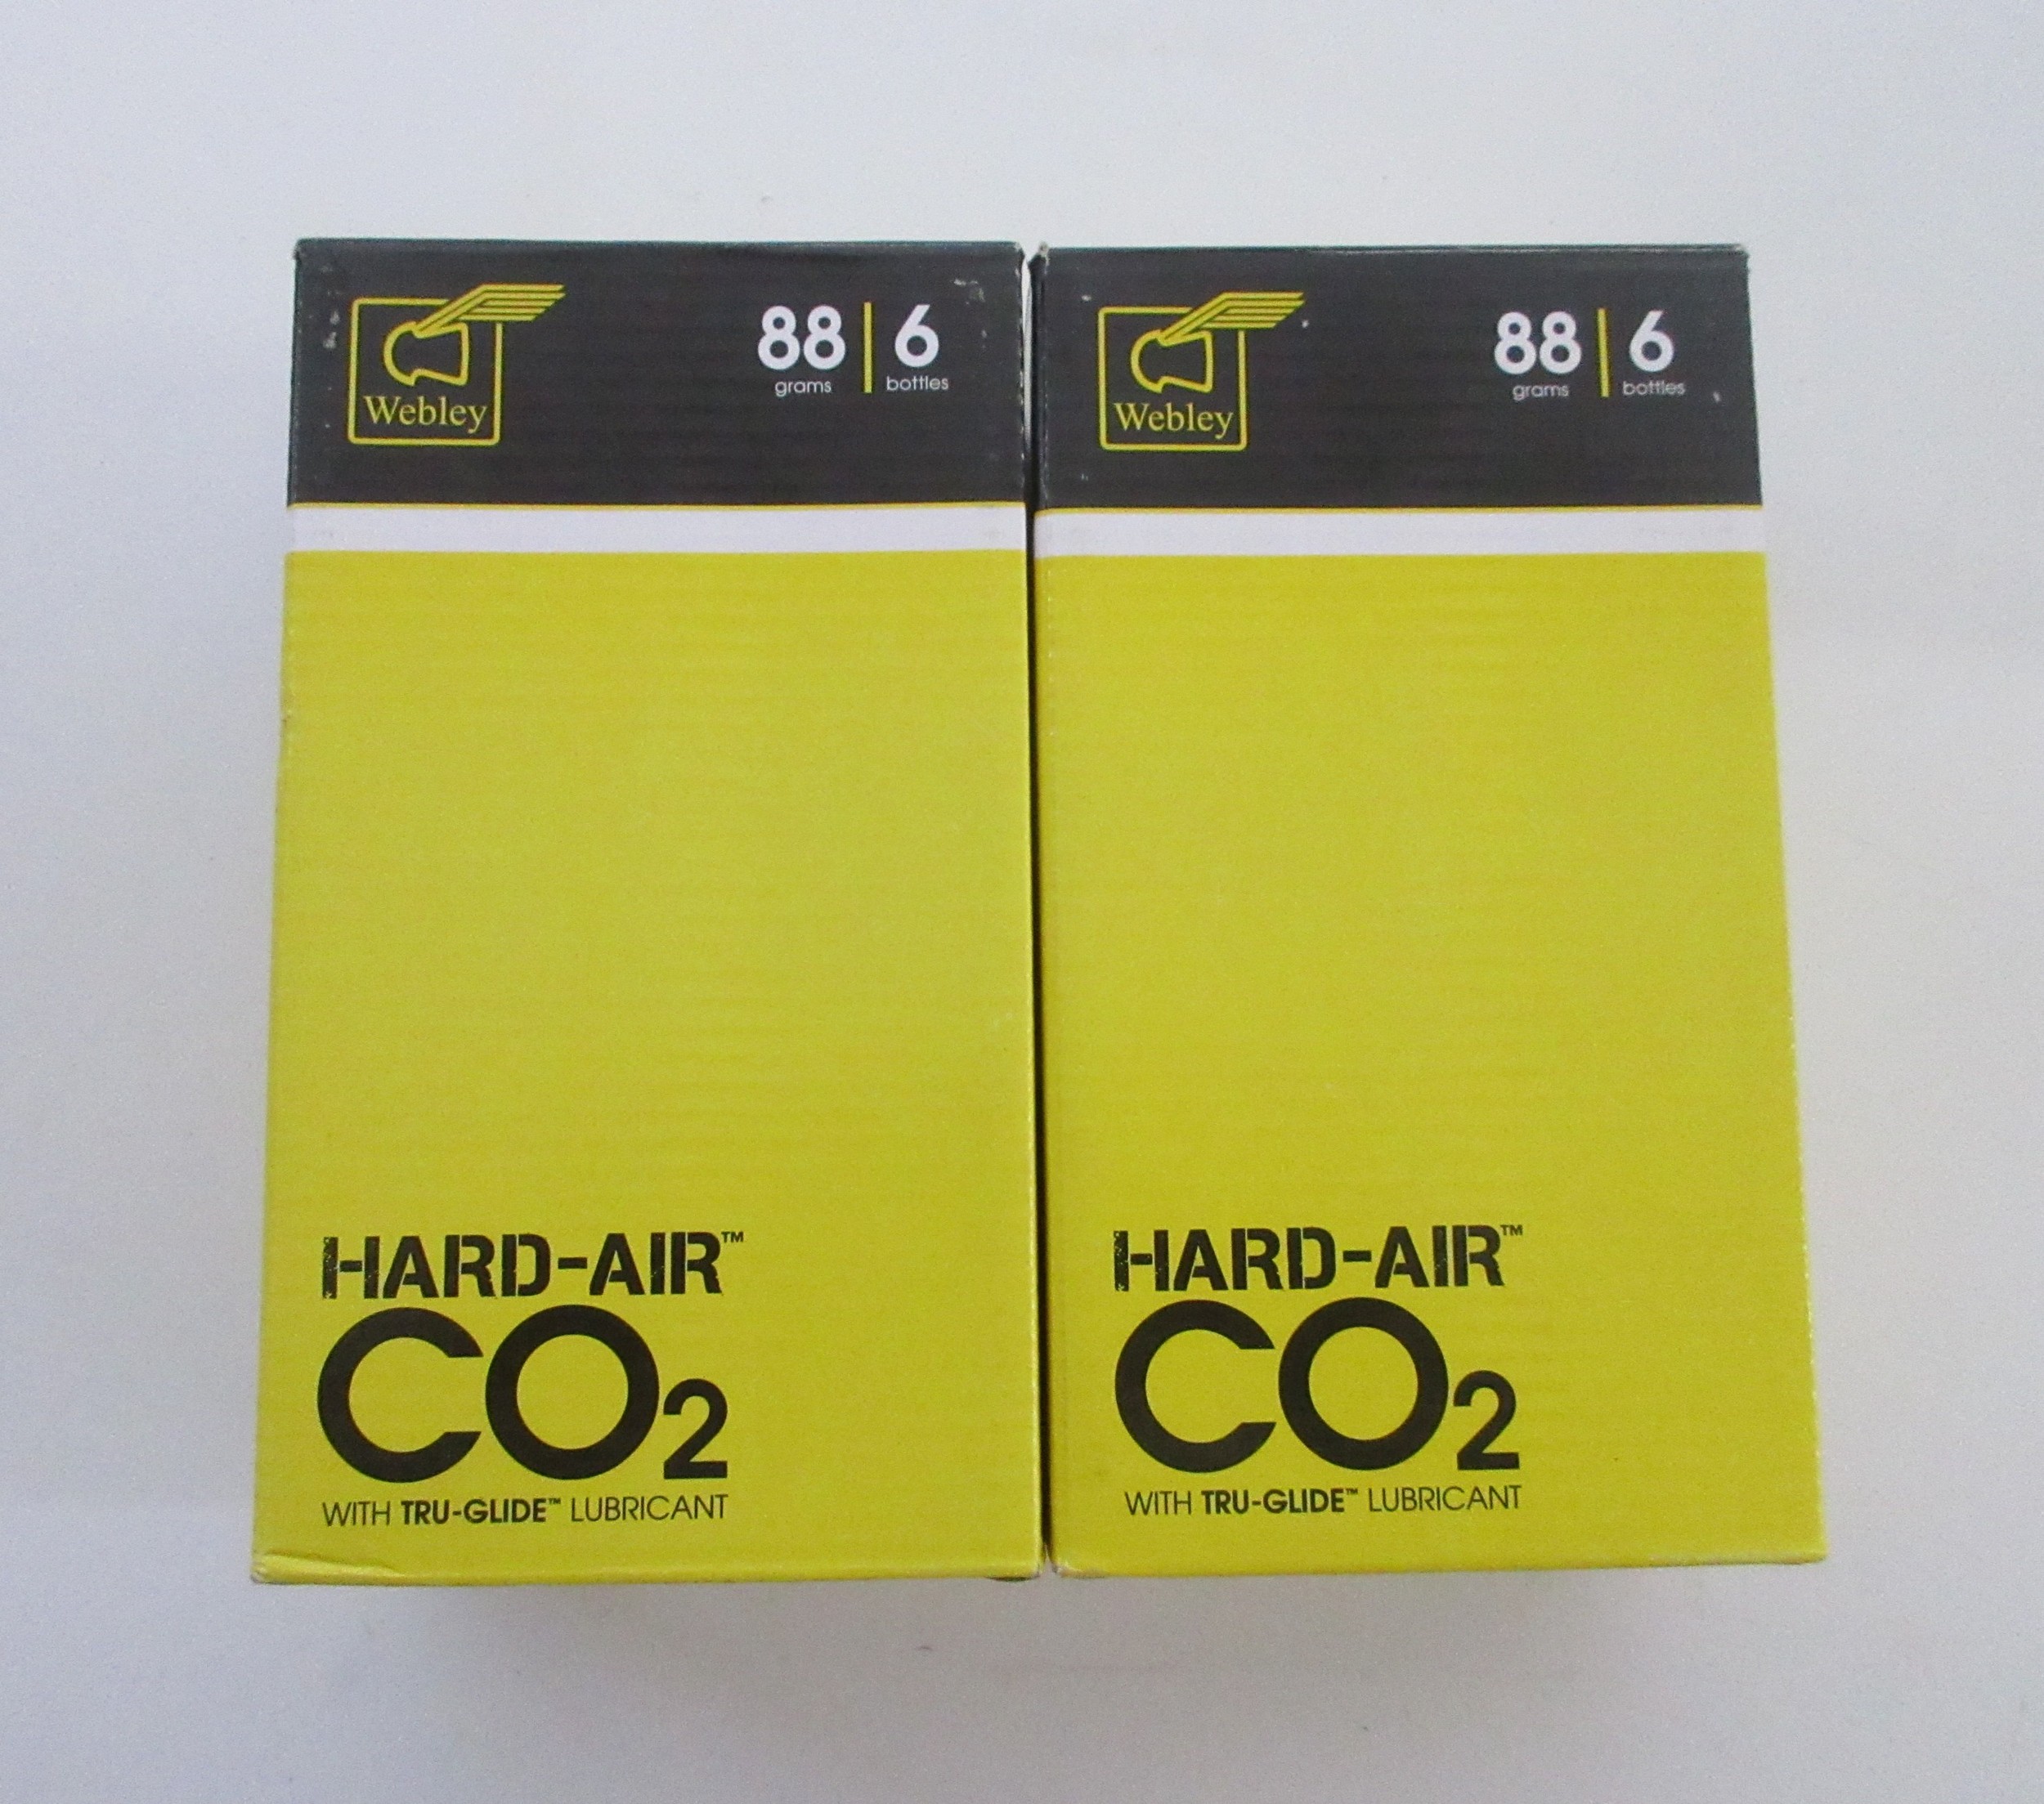 Webley
88 | 6
grams bottles
HARD-AIR™
CO2
WITH TRU-GLIDE™ LUBRICANT
Webley
88 | 6
grams bottles
HARD-AIR™
CO2
WITH TRU-GLIDE™ LUBRICANT